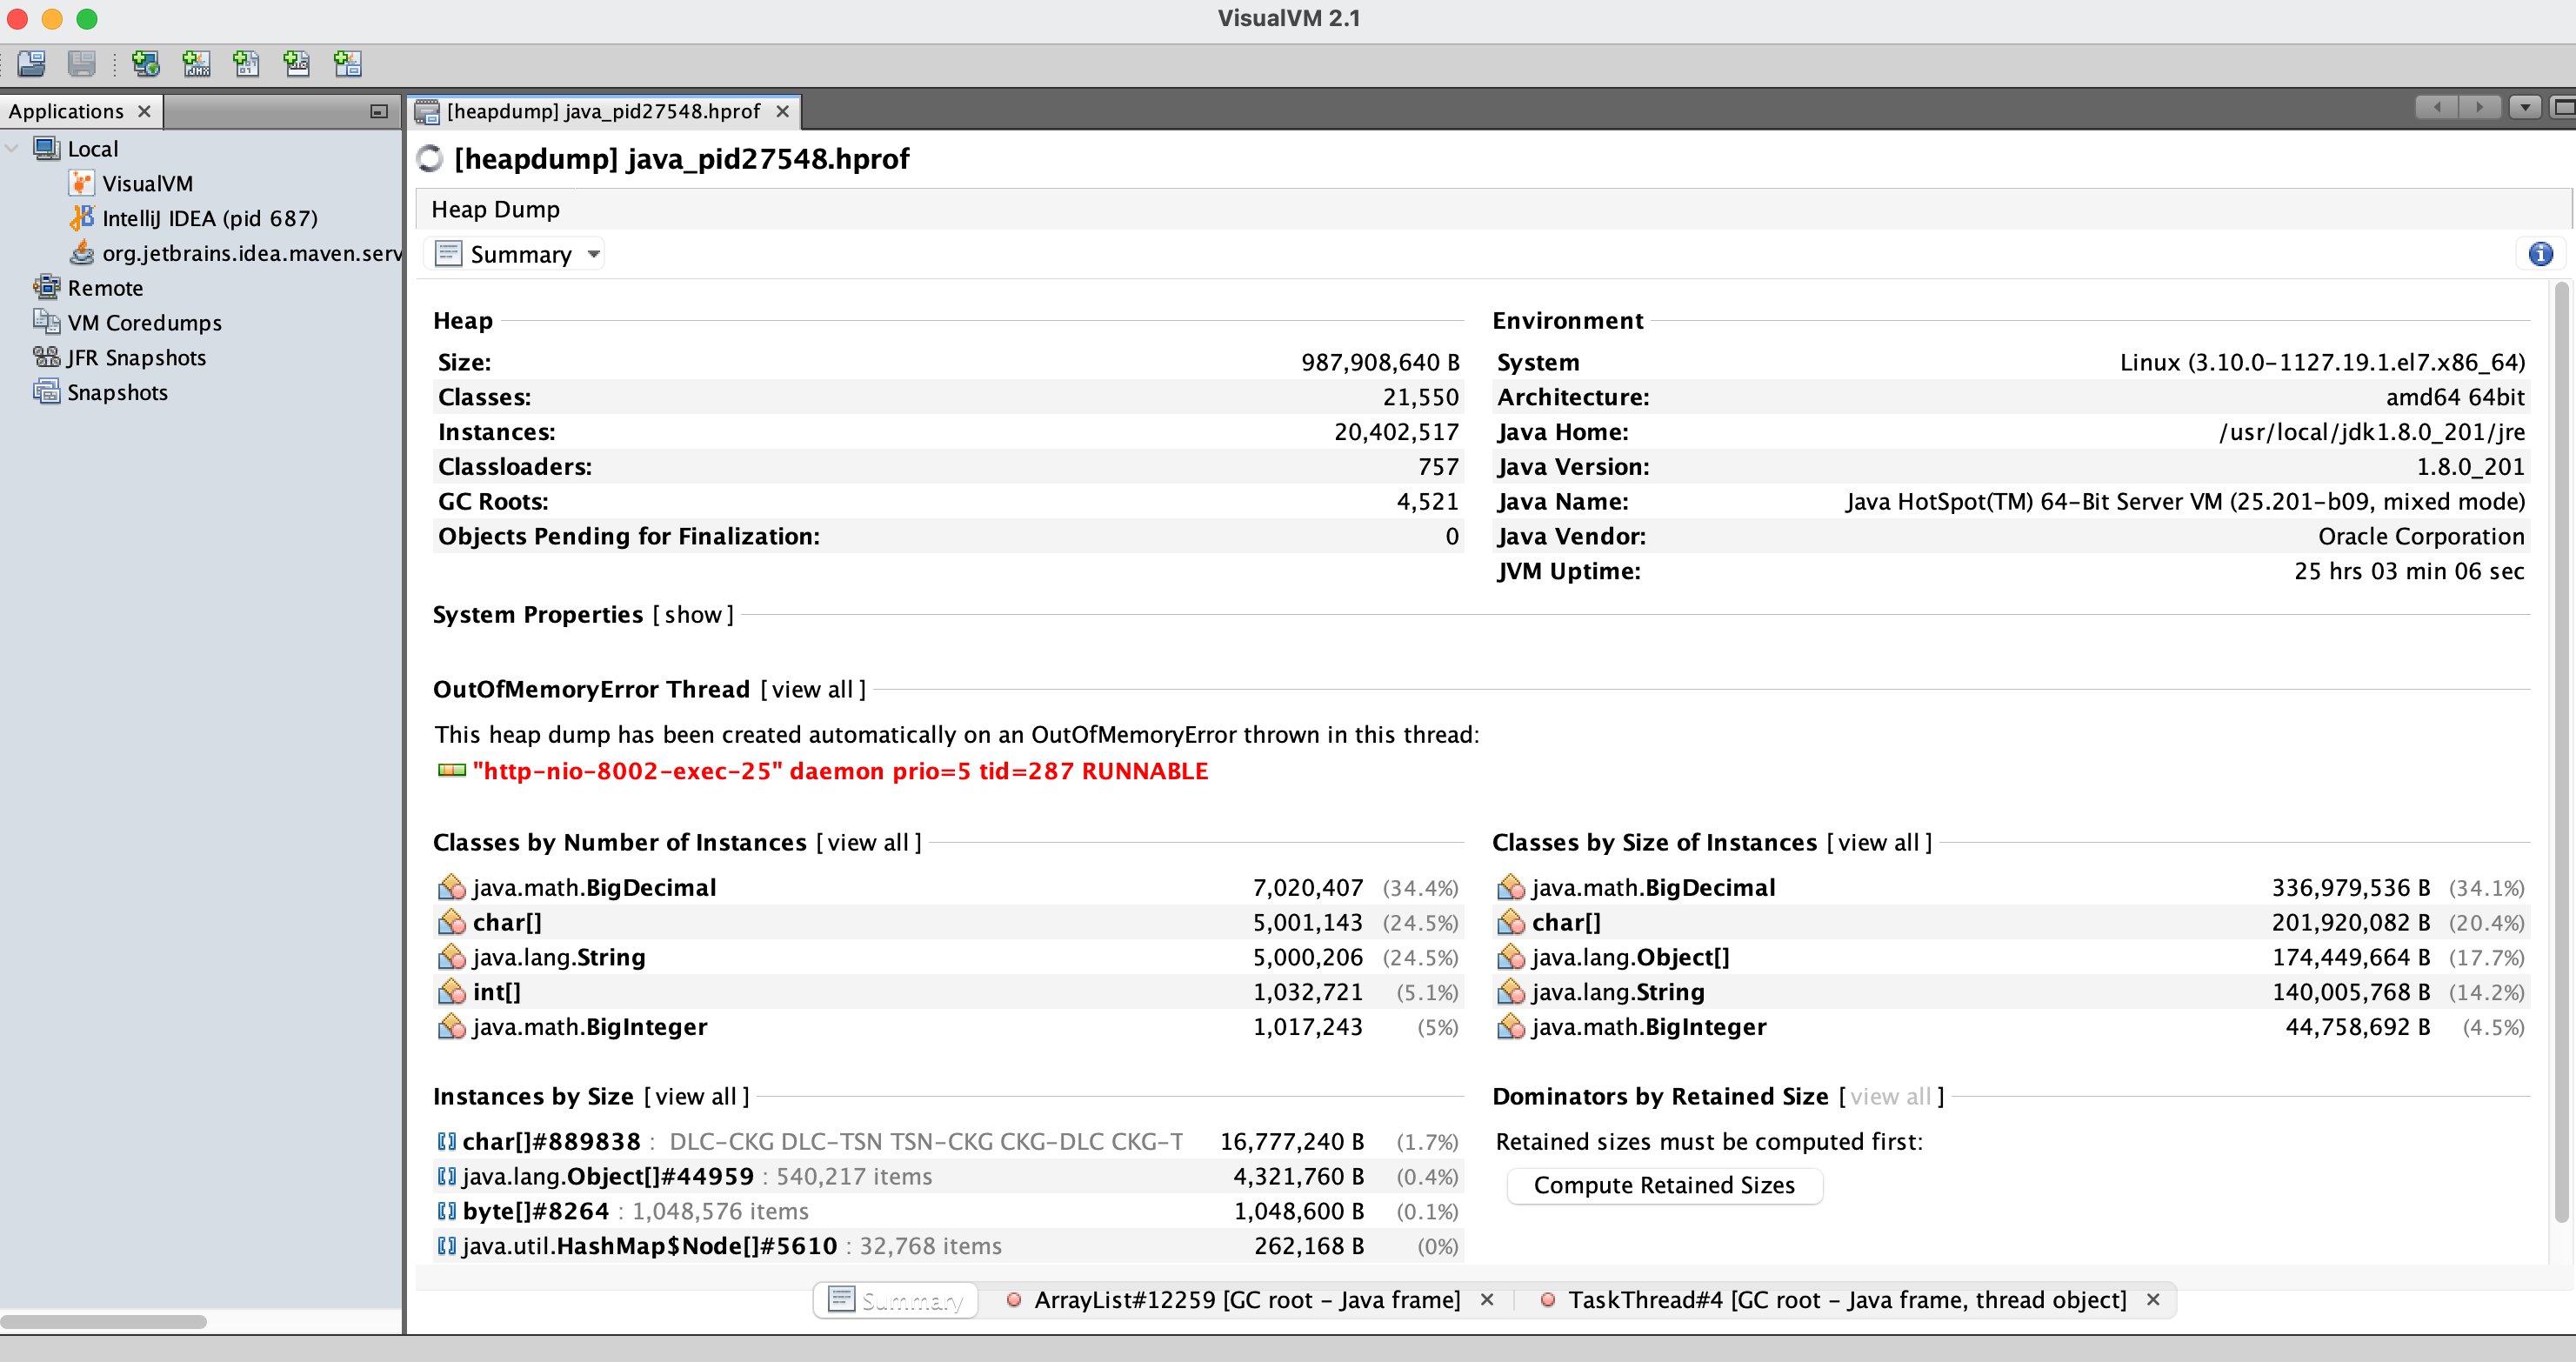 VisualVM 2.1
Applications
[heapdump] java_pid27548.hprof
Local
VisualVM
IntelliJ IDEA (pid 687)
org.jetbrains.idea.maven.serv
Remote
VM Coredumps
JFR Snapshots
Snapshots
[heapdump] java_pid27548.hprof
Heap Dump
Summary
Heap
Size: 987,908,640 B
Classes: 21,550
Instances: 20,402,517
Classloaders: 757
GC Roots: 4,521
Objects Pending for Finalization: 0
Environment
System Linux (3.10.0-1127.19.1.el7.x86_64)
Architecture: amd64 64bit
Java Home: /usr/local/jdk1.8.0_201/jre
Java Version: 1.8.0_201
Java Name: Java HotSpot(TM) 64-Bit Server VM (25.201-b09, mixed mode)
Java Vendor: Oracle Corporation
JVM Uptime: 25 hrs 03 min 06 sec
System Properties [show]
OutOfMemoryError Thread [view all]
This heap dump has been created automatically on an OutOfMemoryError thrown in this thread:
"http-nio-8002-exec-25" daemon prio=5 tid=287 RUNNABLE
Classes by Number of Instances [view all]
java.math.BigDecimal 7,020,407 (34.4%)
char[] 5,001,143 (24.5%)
java.lang.String 5,000,206 (24.5%)
int[] 1,032,721 (5.1%)
java.math.BigInteger 1,017,243 (5%)
Classes by Size of Instances [view all]
java.math.BigDecimal 336,979,536 B (34.1%)
char[] 201,920,082 B (20.4%)
java.lang.Object[] 174,449,664 B (17.7%)
java.lang.String 140,005,768 B (14.2%)
java.math.BigInteger 44,758,692 B (4.5%)
Instances by Size [view all]
char[]#889838 : DLC-CKG DLC-TSN TSN-CKG CKG-DLC CKG-T 16,777,240 B (1.7%)
java.lang.Object[]#44959 : 540,217 items 4,321,760 B (0.4%)
byte[]#8264 : 1,048,576 items 1,048,600 B (0.1%)
java.util.HashMap$Node[]#5610 : 32,768 items 262,168 B (0%)
Dominators by Retained Size [view all]
Retained sizes must be computed first:
Compute Retained Sizes
Summary
ArrayList#12259 [GC root - Java frame]
TaskThread#4 [GC root - Java frame, thread object]